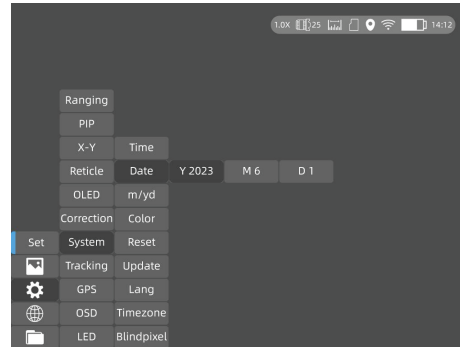 1.0X 25 14:12
Ranging
PIP
X-Y Time
Reticle Date Y 2023 M 6 D 1
OLED m/yd
Correction Color
Set System Reset
Tracking Update
GPS Lang
OSD Timezone
LED Blindpixel